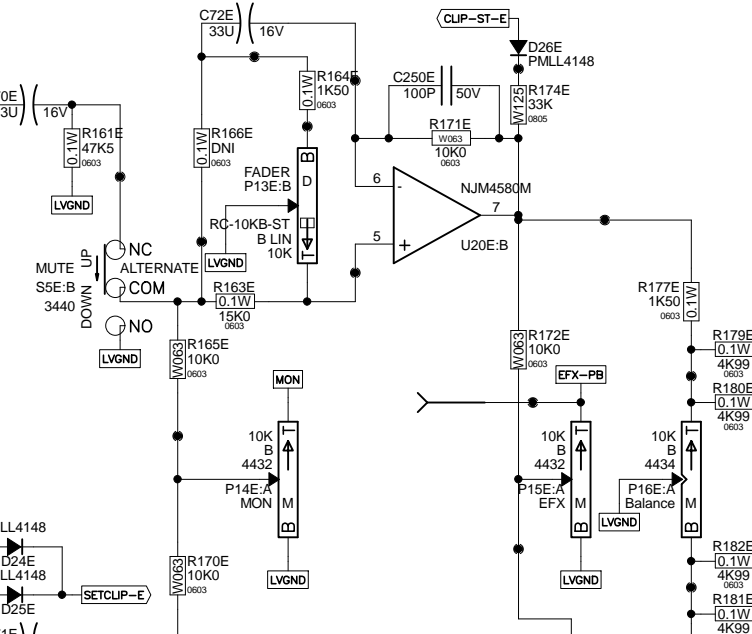 C72E
33U 16V
CLIP-ST-E
D26E
PMLL4148
R164E
1K50
0603
0.1W
C250E
100P 50V
R174E
33K
0805
W125
0E
3U 16V
R161E
47K5
0603
0.1W
R166E
DNI
0603
0.1W
R171E
W063
10K0
0603
LVGND
FADER
P13E:B
B
D
T
RC-10KB-ST
B LIN
10K
LVGND
6
-
5
+
NJM4580M
7
U20E:B
NC
ALTERNATE
COM
NO
MUTE
S5E:B
3440
UP
DOWN
LVGND
R163E
0.1W
15K0
0603
R165E
10K0
0603
W063
R172E
10K0
0603
W063
R177E
1K50
0603
0.1W
R179E
0.1W
4K99
0603
R180E
0.1W
4K99
0603
MON
EFX-PB
10K
B
4432
P14E:A
MON
T
M
B
LVGND
10K
B
4432
P15E:A
EFX
T
M
B
LVGND
10K
B
4434
P16E:A
Balance
T
M
B
LVGND
LL4148
D24E
LL4148
D25E
SETCLIP-E
R170E
10K0
0603
W063
R182E
0.1W
4K99
0603
R181E
0.1W
4K99